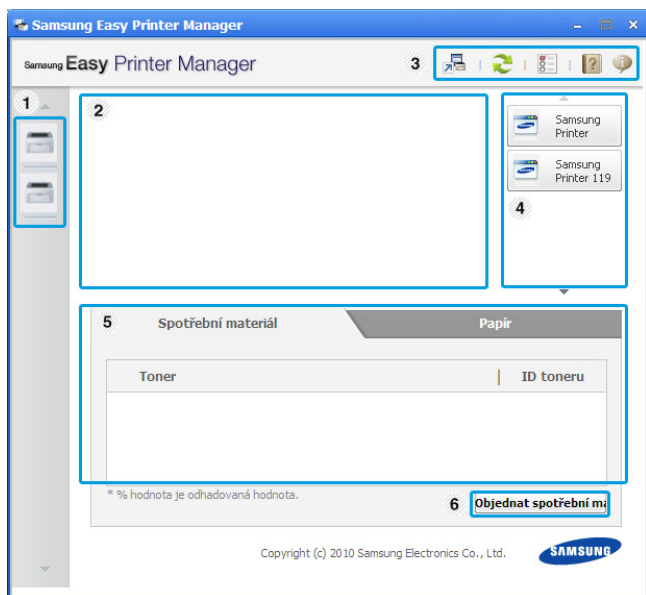 Samsung Easy Printer Manager
Samsung Easy Printer Manager
3
1
2
Samsung
Printer
Samsung
Printer 119
4
5 Spotřební materiál Papír
Toner ID toneru
* % hodnota je odhadovaná hodnota.
6 Objednat spotřební
Copyright (c) 2010 Samsung Electronics Co., Ltd. SAMSUNG